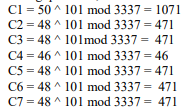 C1 = 50 ^ 101 mod 3337 = 1071
C2 = 48 ^ 101 mod 3337 = 471
C3 = 48 ^ 101mod 3337 = 471
C4 = 46 ^ 101 mod 3337 = 46
C5 = 48 ^ 101 mod 3337 = 471
C6 = 48 ^ 101 mod 3337 = 471
C7 = 48 ^ 101 mod 3337 = 471